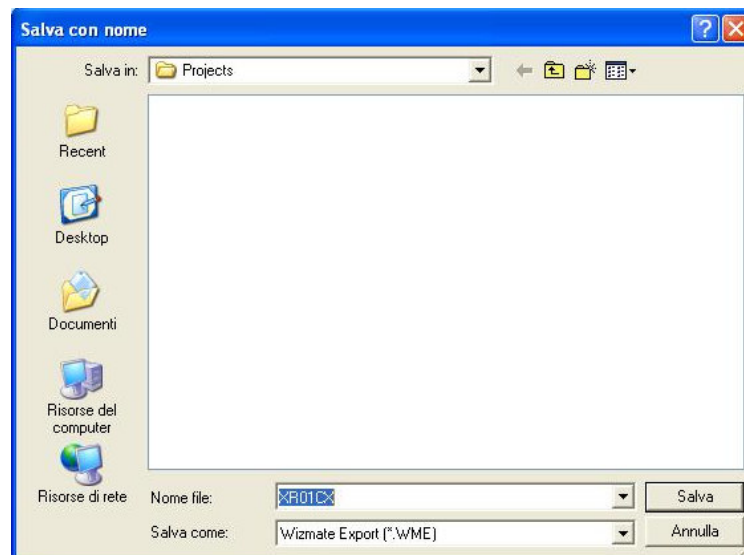 Salva con nome
Salva in: Projects
Recent
Desktop
Documenti
Risorse del
computer
Risorse di rete
Nome file: XR01CX Salva
Salva come: Wizmate Export (*.WME) Annulla